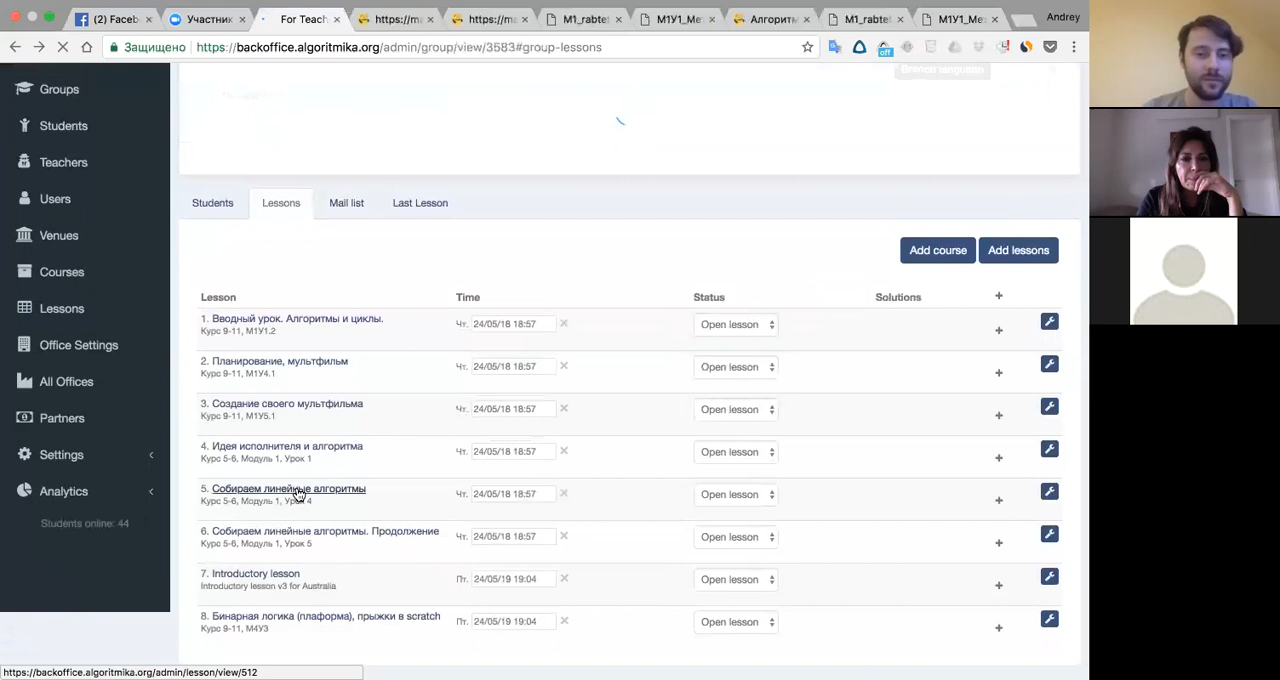 (2) Faceb
Участник
For Teach
https://ma
https://ma
M1_rabtel
М1У1_Ме
Алгоритм
M1_rabtel
М1У1_Ме
Andrey
Защищено
https://backoffice.algoritmika.org/admin/group/view/3583#group-lessons
off
Groups
Branch language
Students
Teachers
Users
Venues
Courses
Lessons
Office Settings
All Offices
Partners
Settings
Analytics
Students online: 44
Students
Lessons
Mail list
Last Lesson
Add course
Add lessons
Lesson
Time
Status
Solutions
+
1. Вводный урок. Алгоритмы и циклы.
Курс 9-11, М1У1.2
Чт. 24/05/18 18:57
Open lesson
+
2. Планирование, мультфильм
Курс 9-11, М1У4.1
Чт. 24/05/18 18:57
Open lesson
+
3. Создание своего мультфильма
Курс 9-11, М1У5.1
Чт. 24/05/18 18:57
Open lesson
+
4. Идея исполнителя и алгоритма
Курс 5-6, Модуль 1, Урок 1
Чт. 24/05/18 18:57
Open lesson
+
5. Собираем линейные алгоритмы
Курс 5-6, Модуль 1, Урок 4
Чт. 24/05/18 18:57
Open lesson
+
6. Собираем линейные алгоритмы. Продолжение
Курс 5-6, Модуль 1, Урок 5
Чт. 24/05/18 18:57
Open lesson
+
7. Introductory lesson
Introductory lesson v3 for Australia
Пт. 24/05/19 19:04
Open lesson
+
8. Бинарная логика (плаформа), прыжки в scratch
Курс 9-11, М4У3
Пт. 24/05/19 19:04
Open lesson
+
https://backoffice.algoritmika.org/admin/lesson/view/512